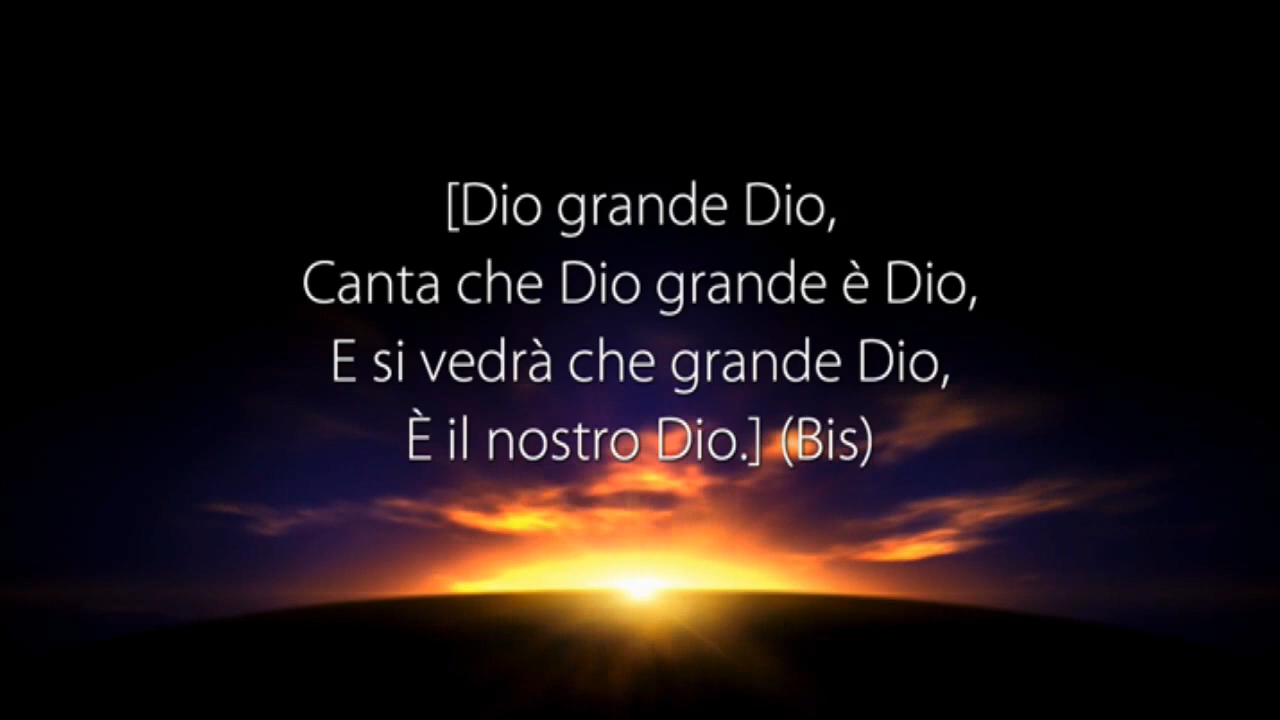 [Dio grande Dio,
Canta che Dio grande è Dio,
E si vedrà che grande Dio,
È il nostro Dio.] (Bis)